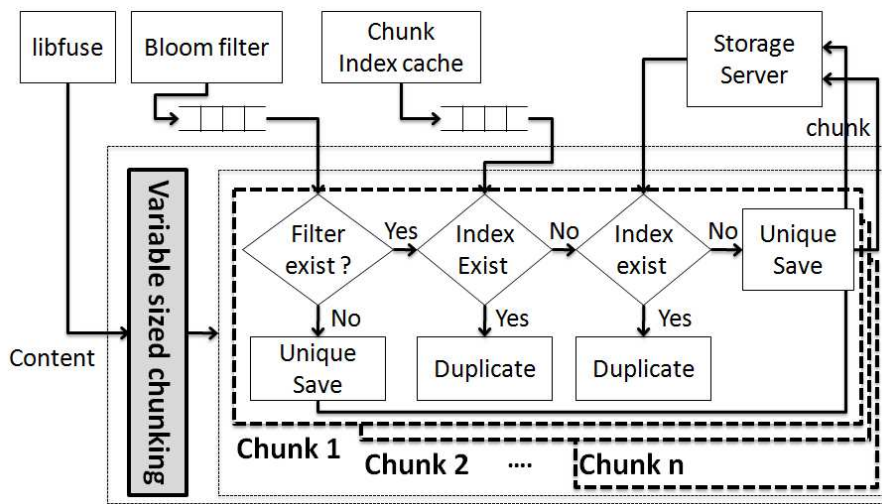 libfuse
Bloom filter
Chunk
Index cache
Storage
Server
chunk
Variable sized chunking
Content
Filter
exist ?
Yes
Index
Exist
No
Index
exist
No
Unique
Save
No
Yes
Yes
Unique
Save
Duplicate
Duplicate
Chunk 1
Chunk 2 .... Chunk n